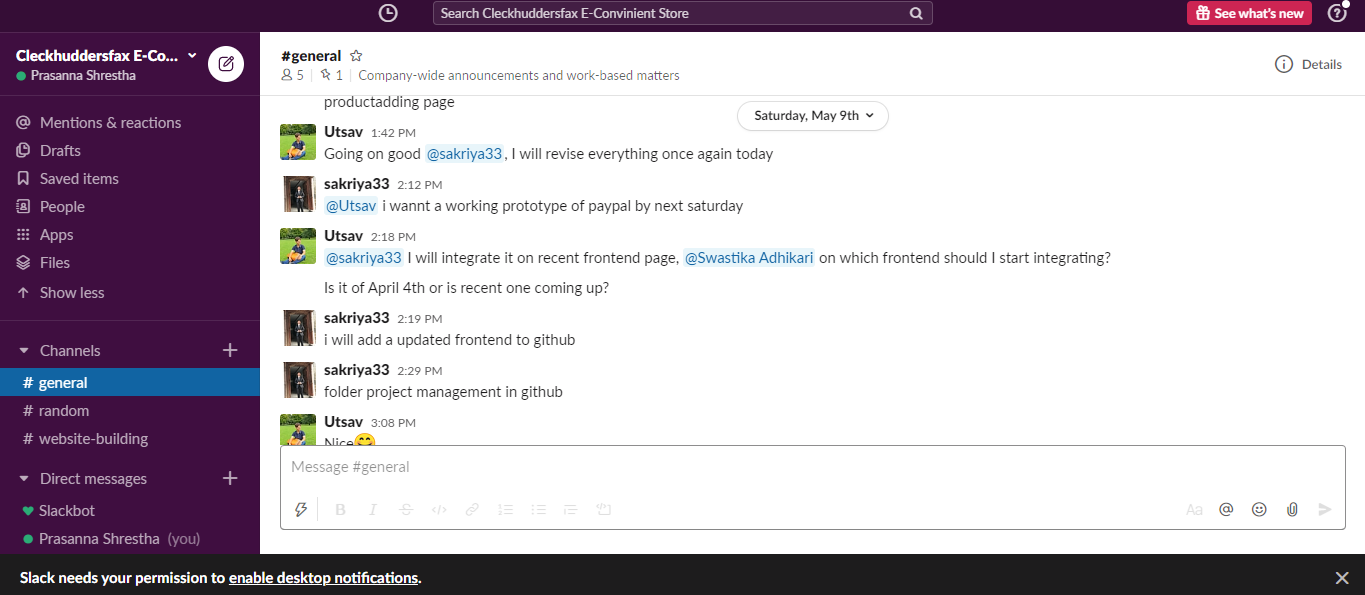 Search Cleckhuddersfax E-Convinient Store
See what's new
Cleckhuddersfax E-Co...
Prasanna Shrestha
Mentions & reactions
Drafts
Saved items
People
Apps
Files
Show less
Channels
# general
# random
# website-building
Direct messages
Slackbot
Prasanna Shrestha (you)
#general
5 | 1 | Company-wide announcements and work-based matters
Details
productadding page
Saturday, May 9th
Utsav 1:42 PM
Going on good @sakriya33 , I will revise everything once again today
sakriya33 2:12 PM
@Utsav i wannt a working prototype of paypal by next saturday
Utsav 2:18 PM
@sakriya33 I will integrate it on recent frontend page, @Swastika Adhikari on which frontend should I start integrating?
Is it of April 4th or is recent one coming up?
sakriya33 2:19 PM
i will add a updated frontend to github
sakriya33 2:29 PM
folder project management in github
Utsav 3:08 PM
Nice
Message #general
B I S </> Aa @
Slack needs your permission to enable desktop notifications.